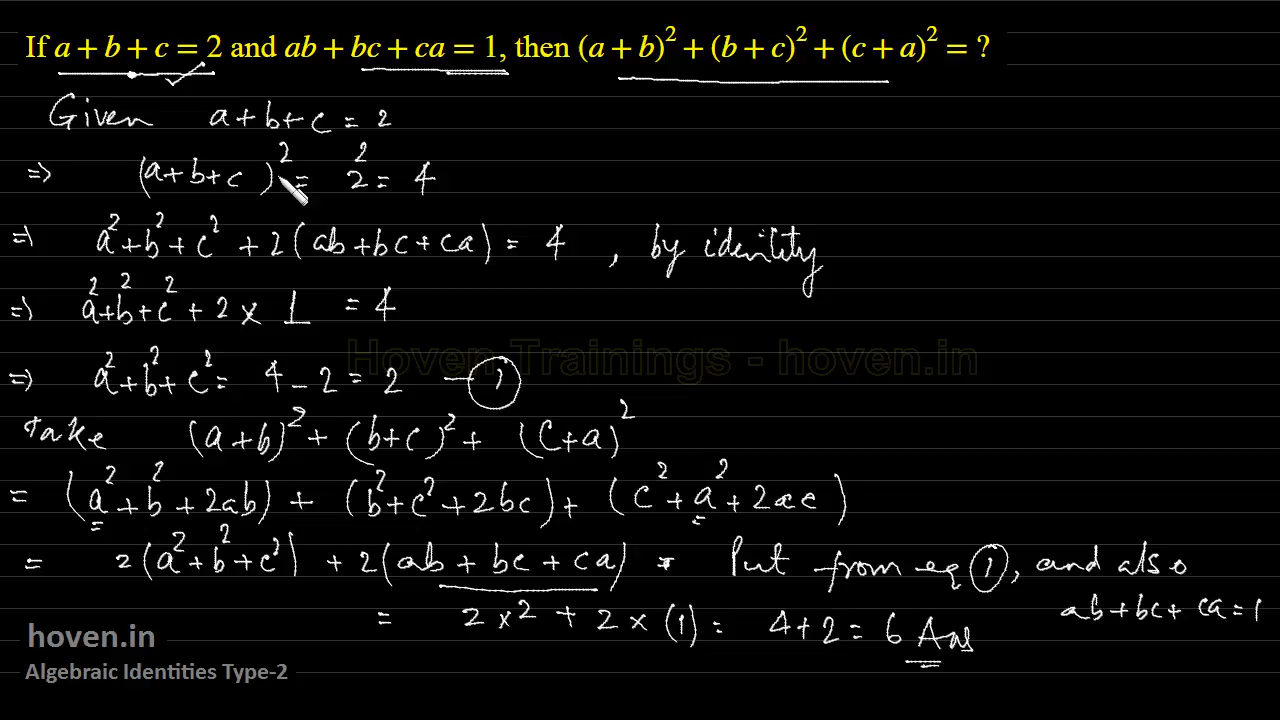 If a + b + c = 2 and ab + bc + ca = 1, then (a + b)² + (b + c)² + (c + a)² = ?
Given a+b+c = 2
⇒ (a+b+c)² = 2² = 4
⇒ a²+b²+c² + 2(ab+bc+ca) = 4 , by identity
⇒ a²+b²+c² + 2 × 1 = 4
Hoven Trainings - hoven.in
⇒ a²+b²+c² = 4 - 2 = 2 — ①
take (a+b)² + (b+c)² + (c+a)²
= (a²+b²+2ab) + (b²+c²+2bc) + (c²+a²+2ac)
= 2(a²+b²+c²) + 2(ab+bc+ca) Put from eq ①, and also
ab+bc+ca=1
= 2×2 + 2×(1) = 4+2 = 6 Ans
hoven.in
Algebraic Identities Type-2